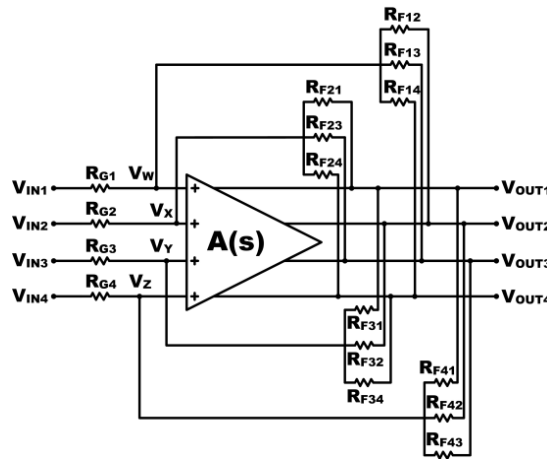 RF12
RF13
RF14
RF21
RF23
RF24
RG1 VW
VIN1 VOUT1
RG2 VX
VIN2 VOUT2
RG3 VY
VIN3 A(s) VOUT3
RG4 VZ
VIN4 VOUT4
+
+
+
+
RF31
RF32
RF34
RF41
RF42
RF43